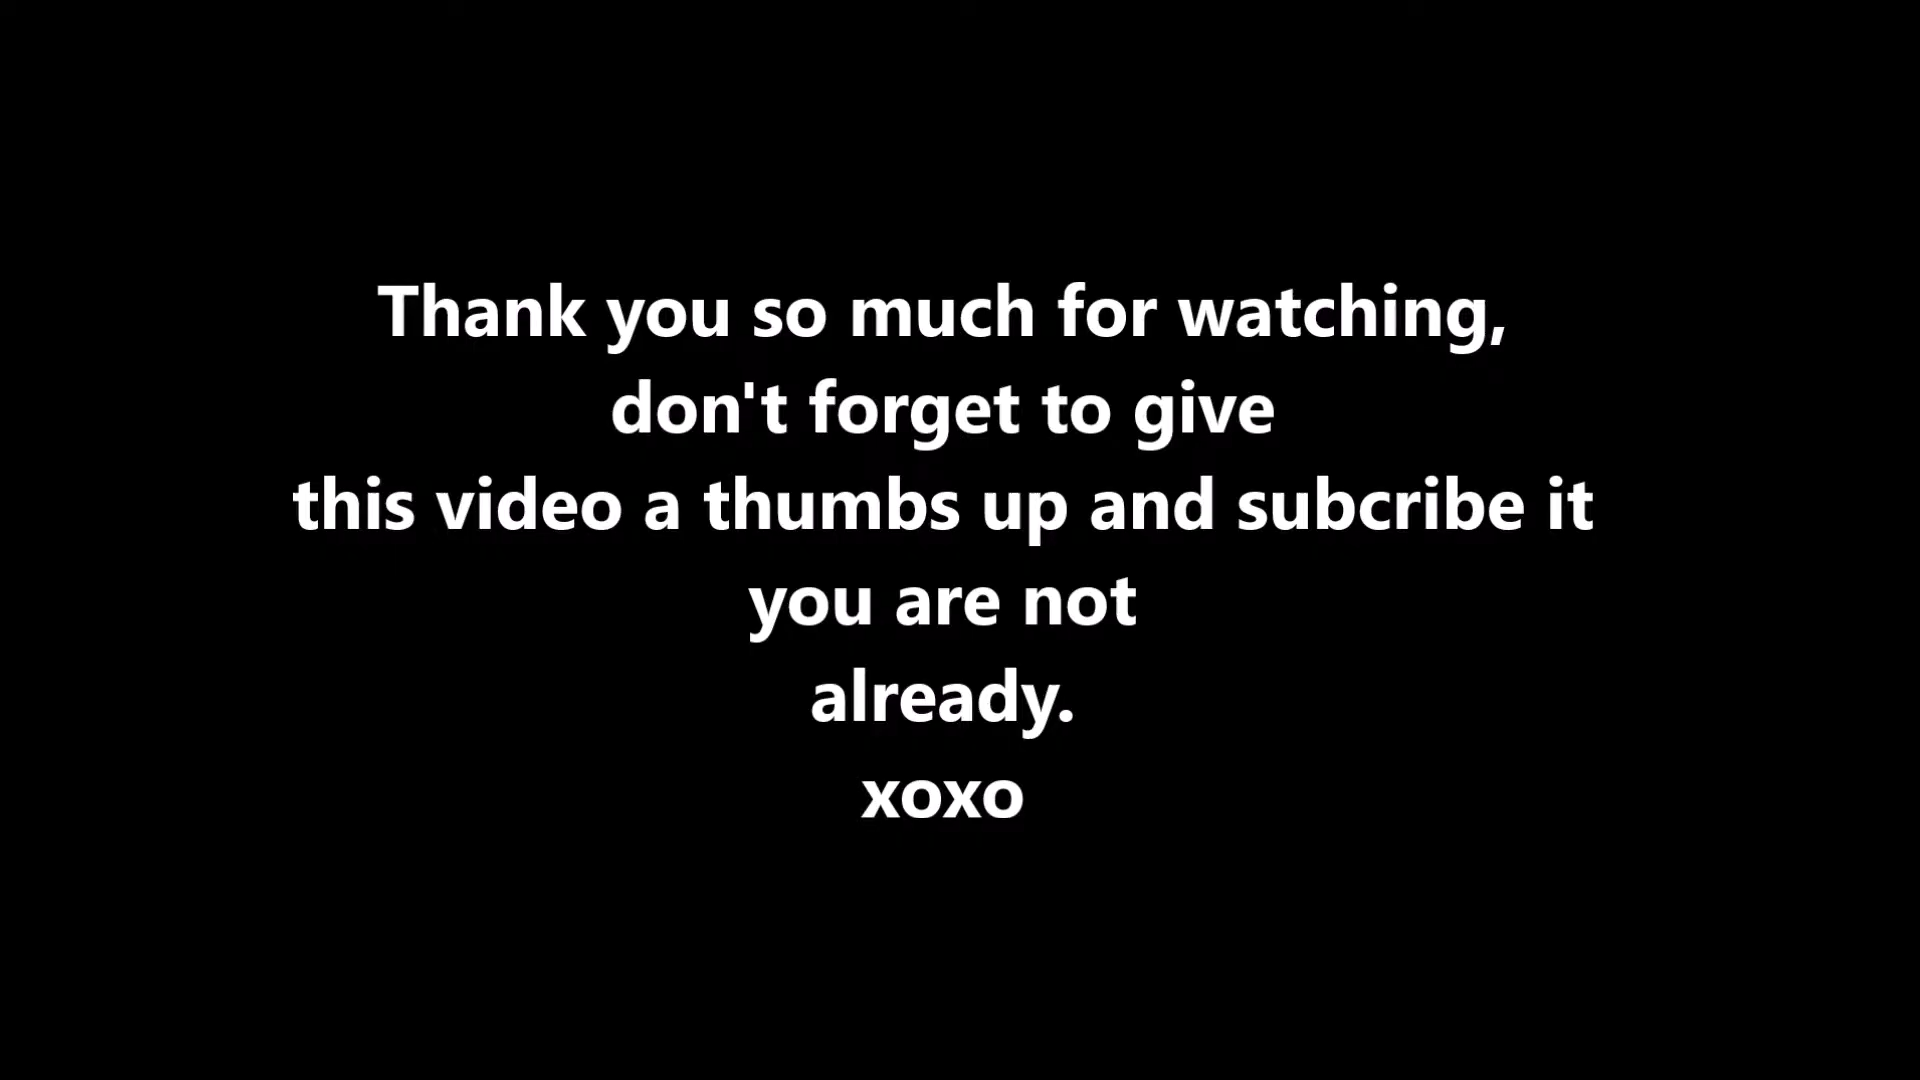 Thank you so much for watching,
don't forget to give
this video a thumbs up and subcribe it
you are not
already.
xoxo